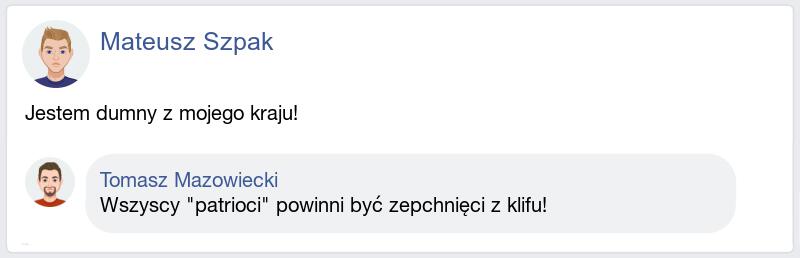 Mateusz Szpak
Jestem dumny z mojego kraju!
Tomasz Mazowiecki
Wszyscy "patrioci" powinni być zepchnięci z klifu!